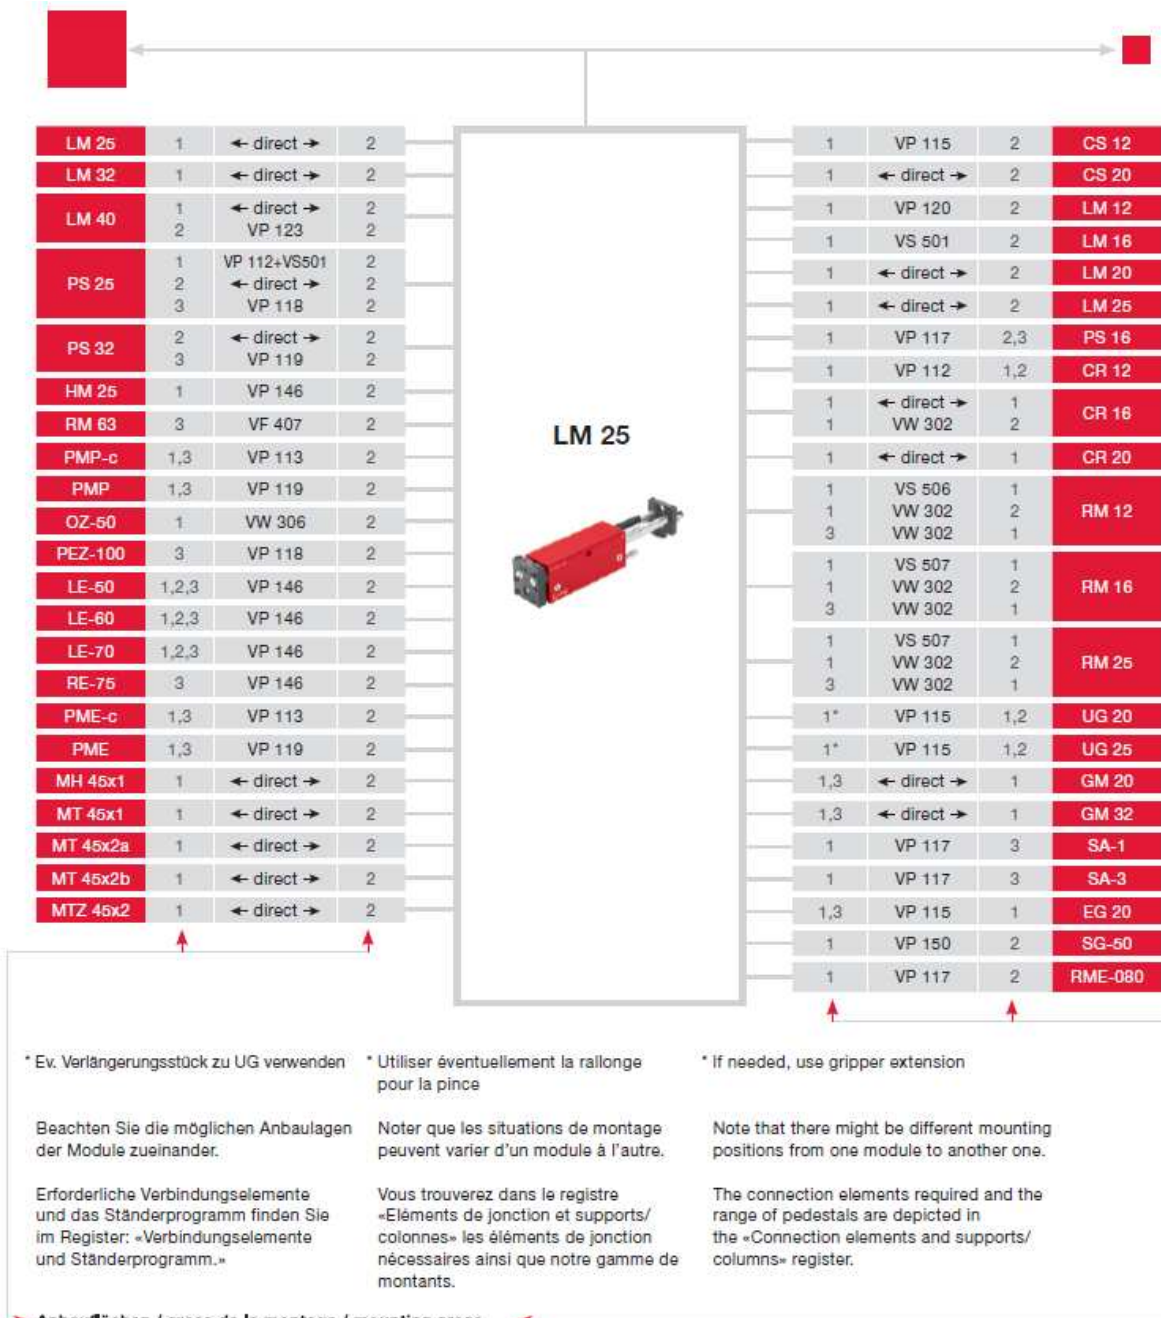 LM 25 1 ← direct → 2
LM 32 1 ← direct → 2
LM 40 1 ← direct → 2
2 VP 123 2
PS 25 1 VP 112+VS501 2
2 ← direct → 2
3 VP 118 2
PS 32 2 ← direct → 2
3 VP 119 2
HM 25 1 VP 146 2
RM 63 3 VF 407 2
PMP-c 1,3 VP 113 2
PMP 1,3 VP 119 2
OZ-50 1 VW 306 2
PEZ-100 3 VP 118 2
LE-50 1,2,3 VP 146 2
LE-60 1,2,3 VP 146 2
LE-70 1,2,3 VP 146 2
RE-75 3 VP 146 2
PME-c 1,3 VP 113 2
PME 1,3 VP 119 2
MH 45x1 1 ← direct → 2
MT 45x1 1 ← direct → 2
MT 45x2a 1 ← direct → 2
MT 45x2b 1 ← direct → 2
MTZ 45x2 1 ← direct → 2
LM 25
1 VP 115 2 CS 12
1 ← direct → 2 CS 20
1 VP 120 2 LM 12
1 VS 501 2 LM 16
1 ← direct → 2 LM 20
1 ← direct → 2 LM 25
1 VP 117 2,3 PS 16
1 VP 112 1,2 CR 12
1 ← direct → 1 CR 16
1 VW 302 2
1 ← direct → 1 CR 20
1 VS 506 1
1 VW 302 2 RM 12
3 VW 302 1
1 VS 507 1
1 VW 302 2 RM 16
3 VW 302 1
1 VS 507 1
1 VW 302 2 RM 25
3 VW 302 1
1* VP 115 1,2 UG 20
1* VP 115 1,2 UG 25
1,3 ← direct → 1 GM 20
1,3 ← direct → 1 GM 32
1 VP 117 3 SA-1
1 VP 117 3 SA-3
1,3 VP 115 1 EG 20
1 VP 150 2 SG-50
1 VP 117 2 RME-080
* Ev. Verlängerungsstück zu UG verwenden
Beachten Sie die möglichen Anbaulagen
der Module zueinander.
Erforderliche Verbindungselemente
und das Ständerprogramm finden Sie
im Register: «Verbindungselemente
und Ständerprogramm.»
* Utiliser éventuellement la rallonge
pour la pince
Noter que les situations de montage
peuvent varier d'un module à l'autre.
Vous trouverez dans le registre
«Eléments de jonction et supports/
colonnes» les éléments de jonction
nécessaires ainsi que notre gamme de
montants.
* If needed, use gripper extension
Note that there might be different mounting
positions from one module to another one.
The connection elements required and the
range of pedestals are depicted in
the «Connection elements and supports/
columns» register.